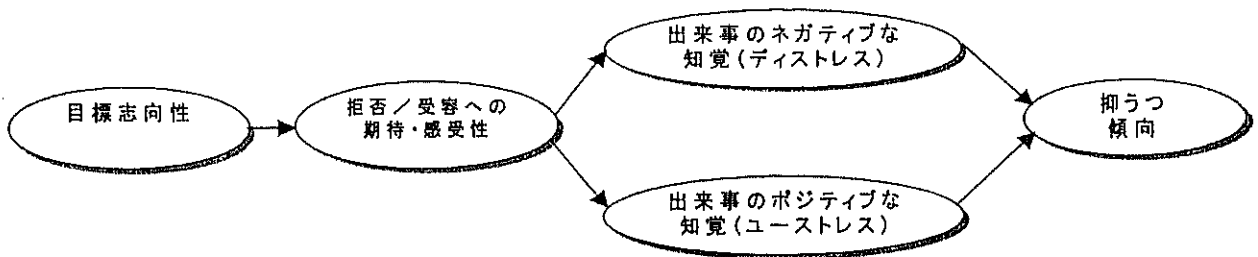 目標志向性
拒否／受容への
期待・感受性
出来事のネガティブな
知覚(ディストレス)
出来事のポジティブな
知覚(ユーストレス)
抑うつ
傾向